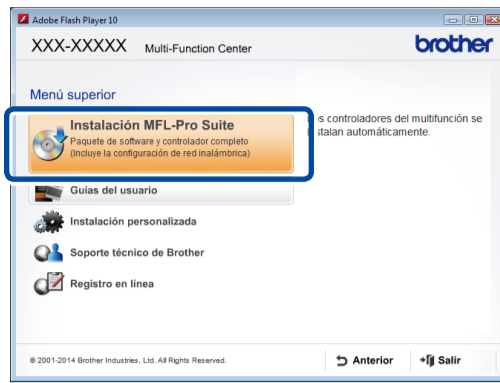 Adobe Flash Player 10
XXX-XXXXX Multi-Function Center
brother
Menú superior
Instalación MFL-Pro Suite
Paquete de software y controlador completo
(Incluye la configuración de red inalámbrica)
controladores del multifunción se
automáticamente.
Guías del usuario
Instalación personalizada
Soporte técnico de Brother
Registro en línea
© 2001-2014 Brother Industries, Ltd. All Rights Reserved.
Anterior
Salir